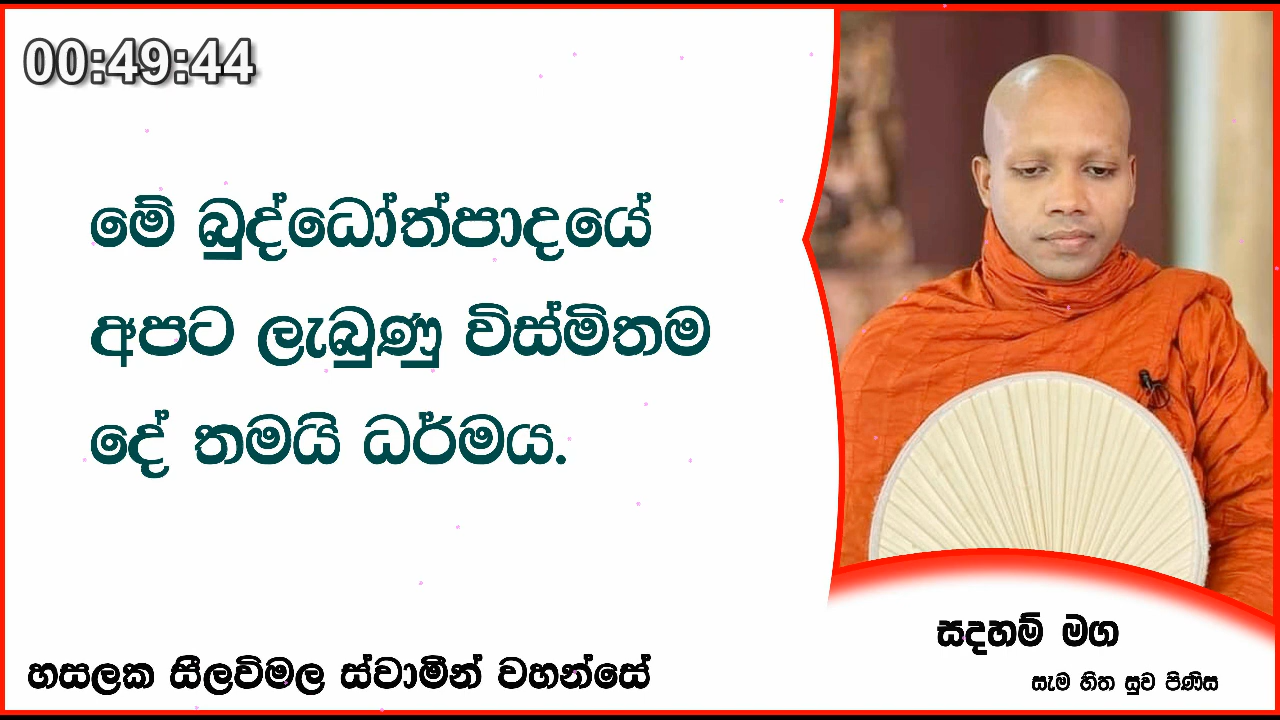 00:49:44
මේ බුද්ධෝත්පාදයේ
අපට ලැබුණු විස්මිතම
දේ තමයි ධර්මය.
හසලක සීලවිමල ස්වාමීන් වහන්සේ
සදහම් මග
සැම හිත සුව පිණිස